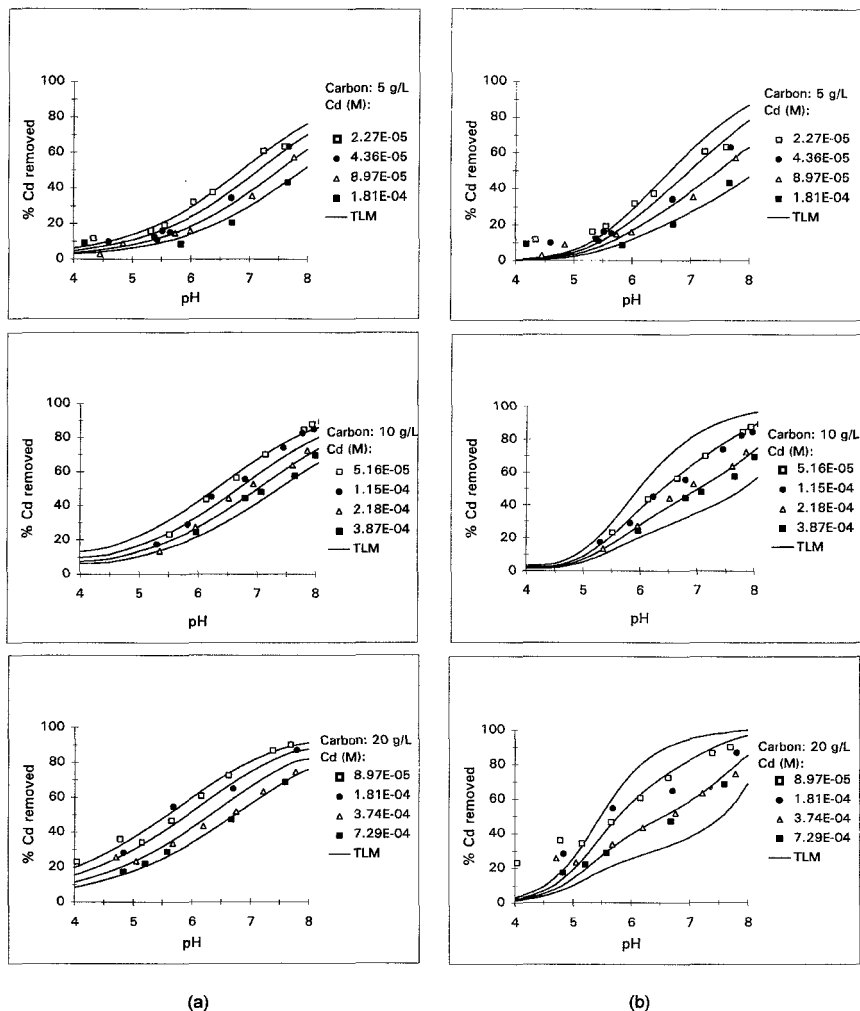 100
80
60
40
20
0
% Cd removed
4 5 6 7 8
pH
Carbon: 5 g/L
Cd (M):
2.27E-05
4.36E-05
8.97E-05
1.81E-04
TLM
100
80
60
40
20
0
% Cd removed
4 5 6 7 8
pH
Carbon: 5 g/L
Cd (M):
2.27E-05
4.36E-05
8.97E-05
1.81E-04
TLM
100
80
60
40
20
0
% Cd removed
4 5 6 7 8
pH
Carbon: 10 g/L
Cd (M):
5.16E-05
1.15E-04
2.18E-04
3.87E-04
TLM
100
80
60
40
20
0
% Cd removed
4 5 6 7 8
pH
Carbon: 10 g/L
Cd (M):
5.16E-05
1.15E-04
2.18E-04
3.87E-04
TLM
100
80
60
40
20
0
% Cd removed
4 5 6 7 8
pH
Carbon: 20 g/L
Cd (M):
8.97E-05
1.81E-04
3.74E-04
7.29E-04
TLM
100
80
60
40
20
0
% Cd removed
4 5 6 7 8
pH
Carbon: 20 g/L
Cd (M):
8.97E-05
1.81E-04
3.74E-04
7.29E-04
TLM
(a)
(b)